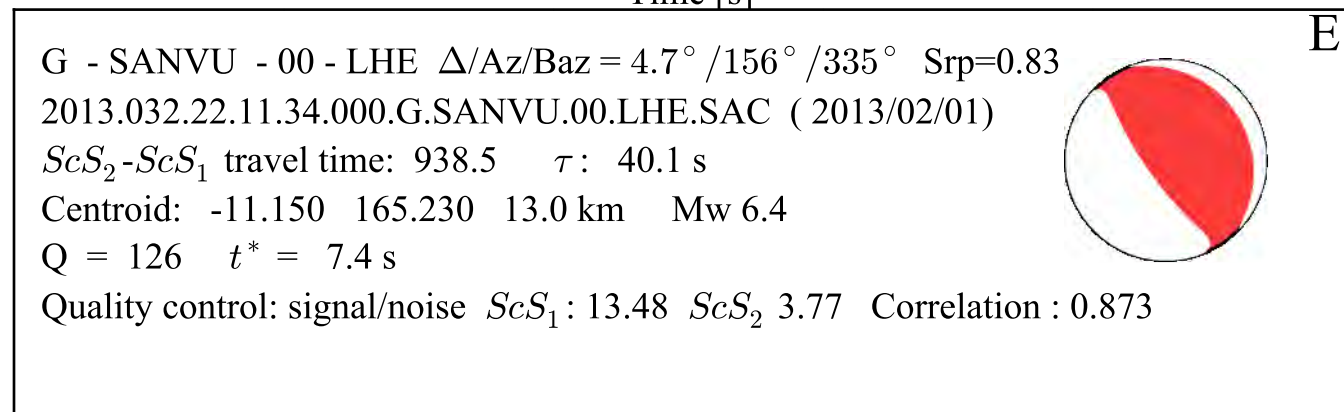 Time [s]
E
G - SANVU - 00 - LHE Δ/Az/Baz = 4.7° /156° /335° Srp=0.83
2013.032.22.11.34.000.G.SANVU.00.LHE.SAC ( 2013/02/01)
ScS₂-ScS₁ travel time: 938.5 τ : 40.1 s
Centroid: -11.150 165.230 13.0 km Mw 6.4
Q = 126 t* = 7.4 s
Quality control: signal/noise ScS₁ : 13.48 ScS₂ 3.77 Correlation : 0.873